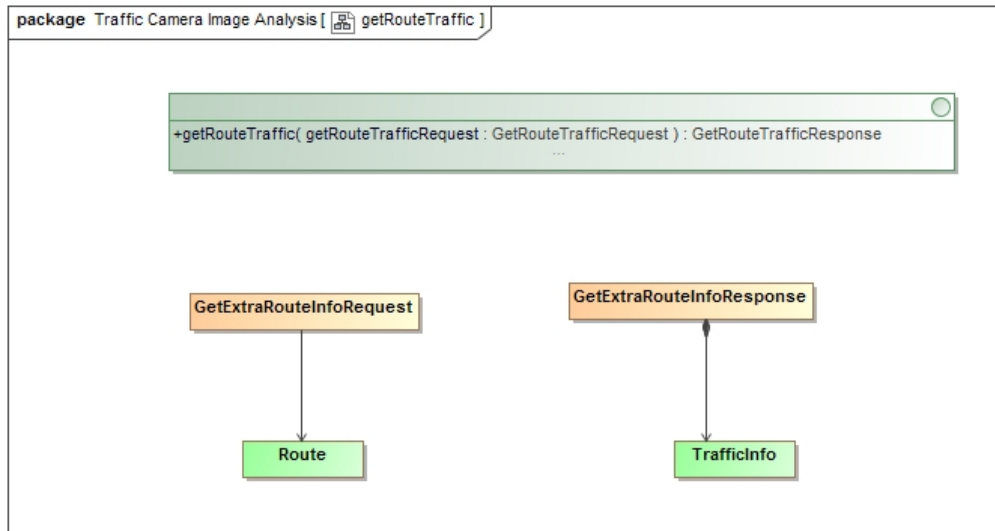 package Traffic Camera Image Analysis [ getRouteTraffic ]
+getRouteTraffic( getRouteTrafficRequest : GetRouteTrafficRequest ) : GetRouteTrafficResponse
...
GetExtraRouteInfoRequest
GetExtraRouteInfoResponse
Route
TrafficInfo